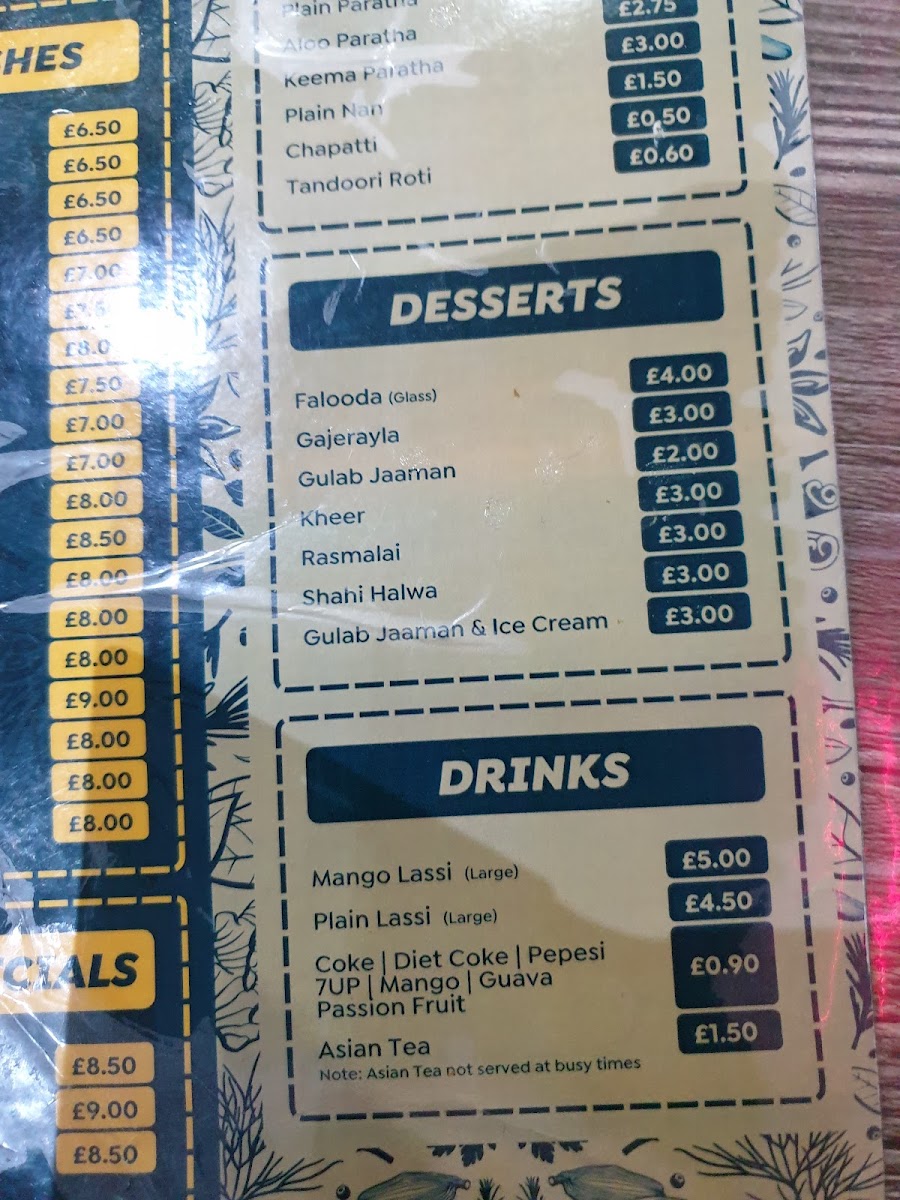 HES
£6.50
£6.50
£6.50
£6.50
£7.00
£8.0
£7.50
£7.00
£7.00
£8.00
£8.50
£8.00
£8.00
£8.00
£9.00
£8.00
£8.00
£8.00
CIALS
£8.50
£9.00
£8.50
Plain Paratha £2.75
Aloo Paratha £3.00
Keema Paratha £1.50
Plain Nan £0.50
Chapatti £0.60
Tandoori Roti
DESSERTS
Falooda (Glass) £4.00
Gajerayla £3.00
Gulab Jaaman £2.00
Kheer £3.00
Rasmalai £3.00
Shahi Halwa £3.00
Gulab Jaaman & Ice Cream £3.00
DRINKS
Mango Lassi (Large) £5.00
Plain Lassi (Large) £4.50
Coke | Diet Coke | Pepesi
7UP | Mango | Guava £0.90
Passion Fruit
Asian Tea £1.50
Note: Asian Tea not served at busy times